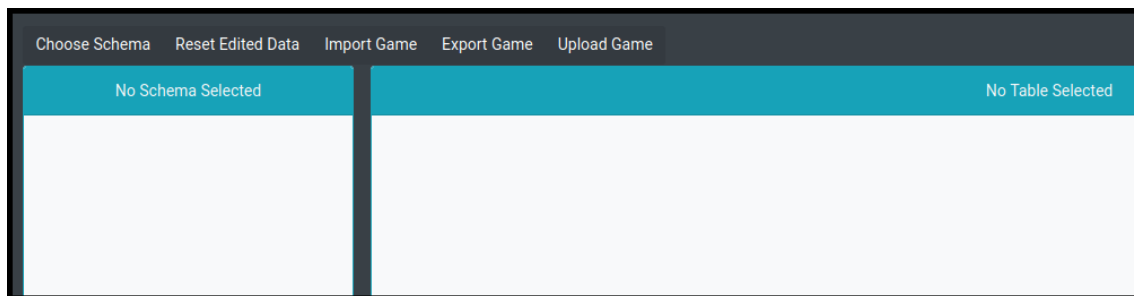 Choose Schema Reset Edited Data Import Game Export Game Upload Game
No Schema Selected No Table Selected